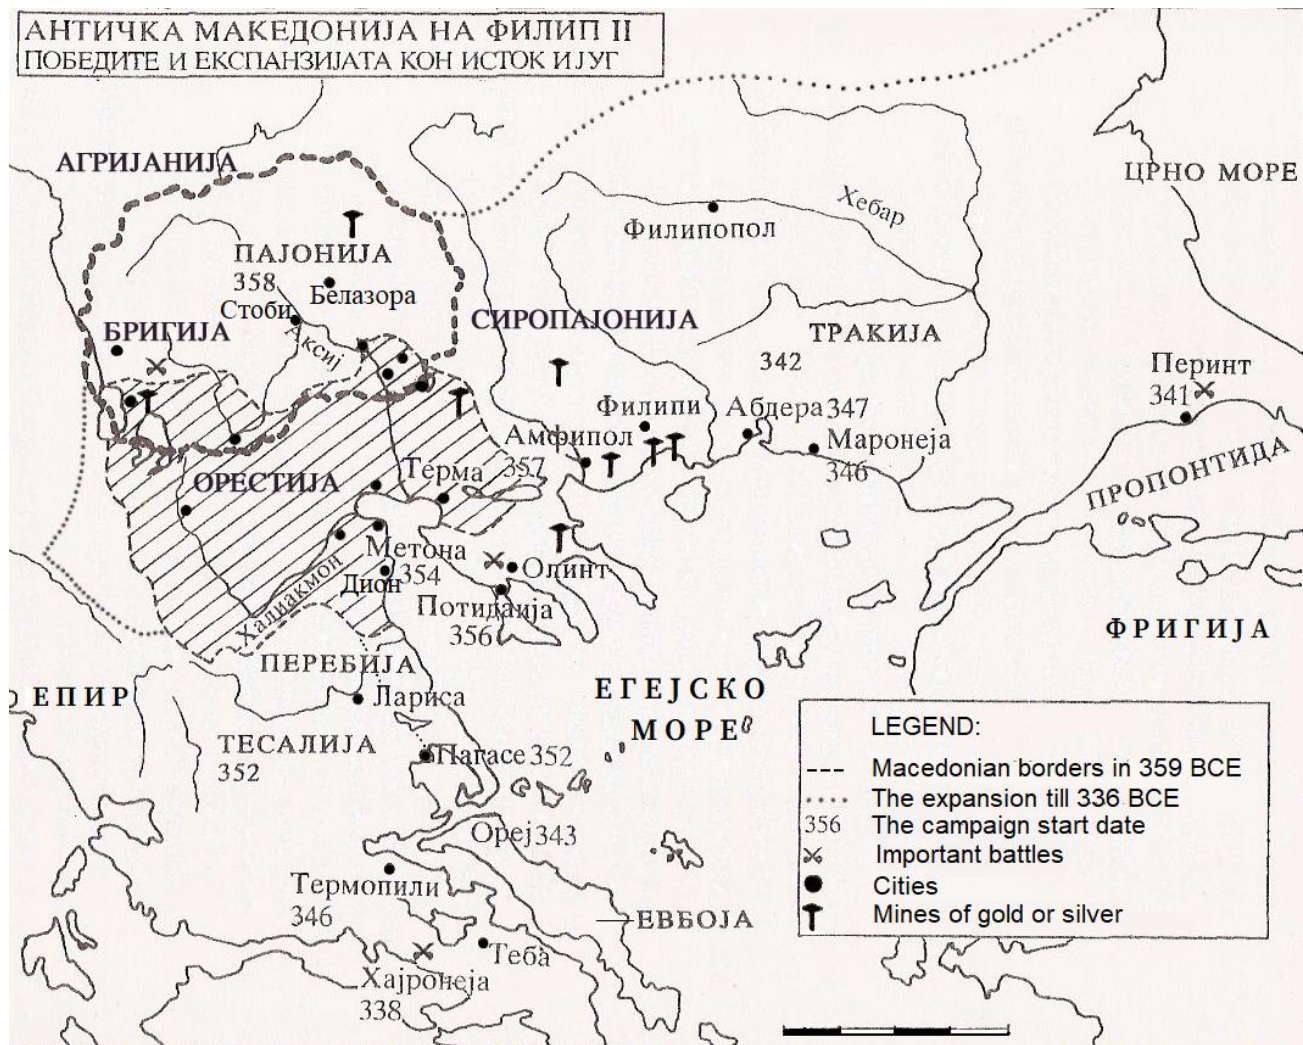 АНТИЧКА МАКЕДОНИЈА НА ФИЛИП II
ПОБЕДИТЕ И ЕКСПАНЗИЈАТА КОН ИСТОК И ЈУГ
АГРИЈАНИЈА
ЦРНО МОРЕ
Хебар
Филипопол
ПАЈОНИЈА
358
Белазора
Стоби
БРИГИЈА
Аксиј
СИРОПАЈОНИЈА
ТРАКИЈА
342
Перинт
341
Филипи
Абдера 347
Амфипол
357
Маронеја
346
ПРОПОНТИДА
ОРЕСТИЈА
Терма
Метона
354
Олинт
Дион
Халиакмон
Потидаија
356
ФРИГИЈА
ПЕРЕБИЈА
ЕПИР
Лариса
ЕГЕЈСКО
МОРЕ
ТЕСАЛИЈА
352
Пагасе 352
LEGEND:
Macedonian borders in 359 BCE
The expansion till 336 BCE
356 The campaign start date
Important battles
Cities
Mines of gold or silver
Ореј 343
Термопили
346
ЕВБОЈА
Теба
Хајронеја
338